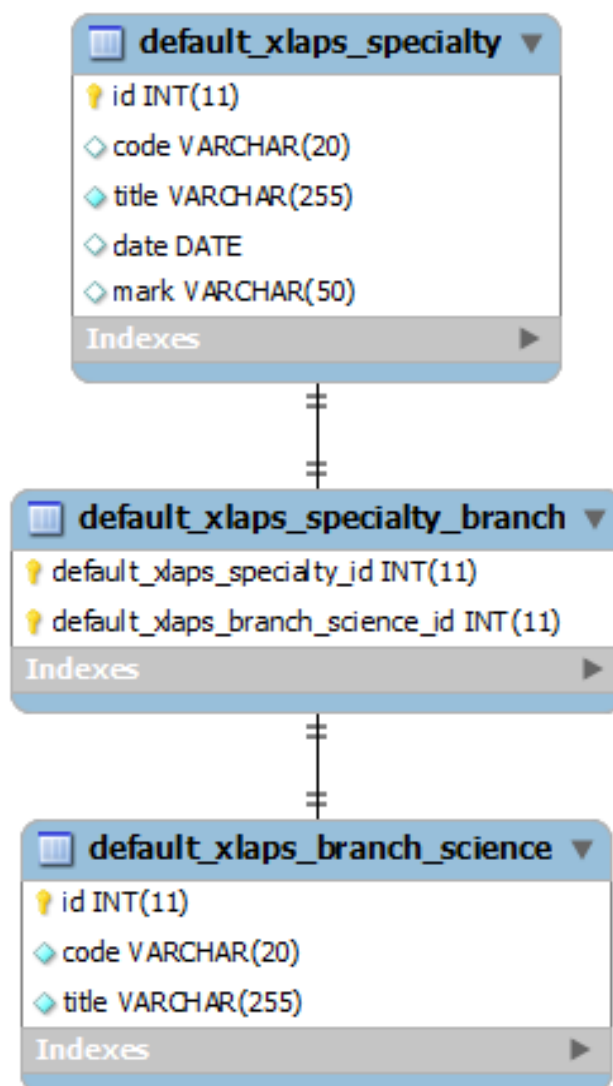 default_xlaps_specialty
id INT(11)
code VARCHAR(20)
title VARCHAR(255)
date DATE
mark VARCHAR(50)
Indexes
default_xlaps_specialty_branch
default_xlaps_specialty_id INT(11)
default_xlaps_branch_science_id INT(11)
Indexes
default_xlaps_branch_science
id INT(11)
code VARCHAR(20)
title VARCHAR(255)
Indexes